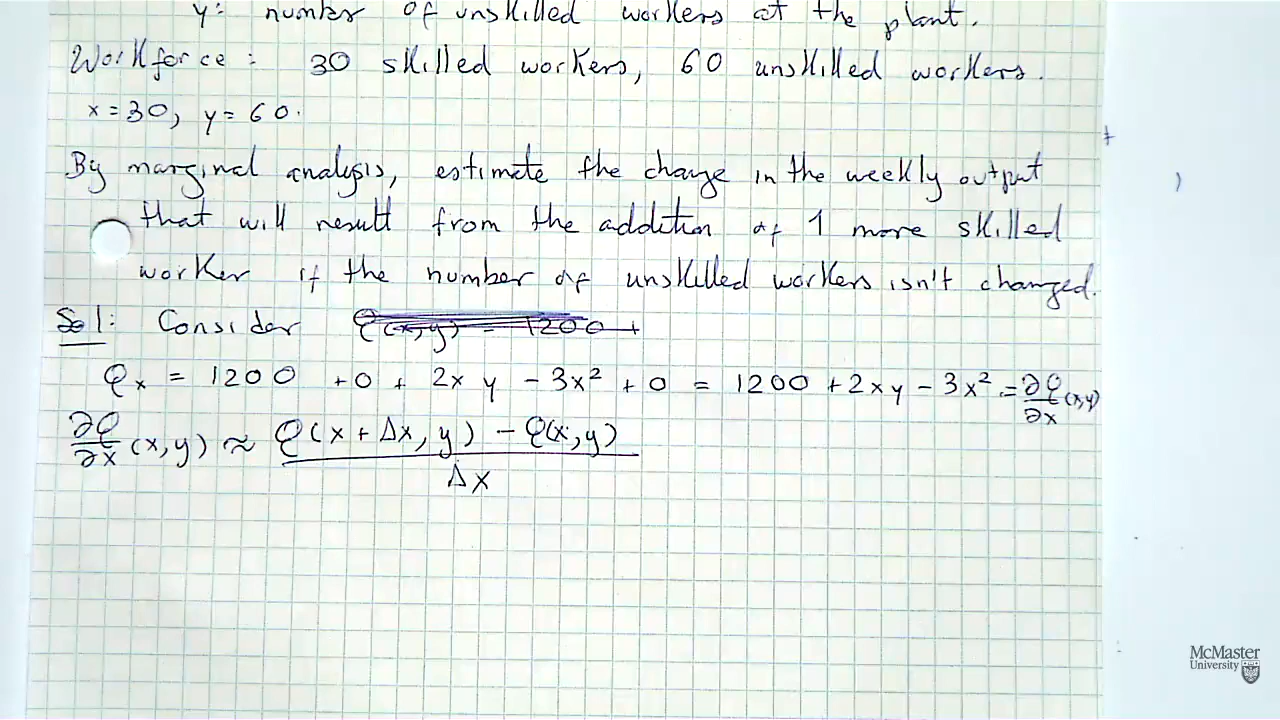 y: number of unskilled workers at the plant.
Workforce: 30 skilled workers, 60 unskilled workers.
x=30, y=60.
By marginal analysis, estimate the change in the weekly output
that will result from the addition of 1 more skilled
worker if the number of unskilled workers isn't changed.
Sol: Consider Q(x,y) = 1200 +
Qx = 1200 + 0 + 2xy - 3x² + 0 = 1200 + 2xy - 3x² = ∂Q/∂x (x,y)
∂Q/∂x (x,y) ≈ Q(x+Δx, y) - Q(x,y) / Δx
McMaster
University